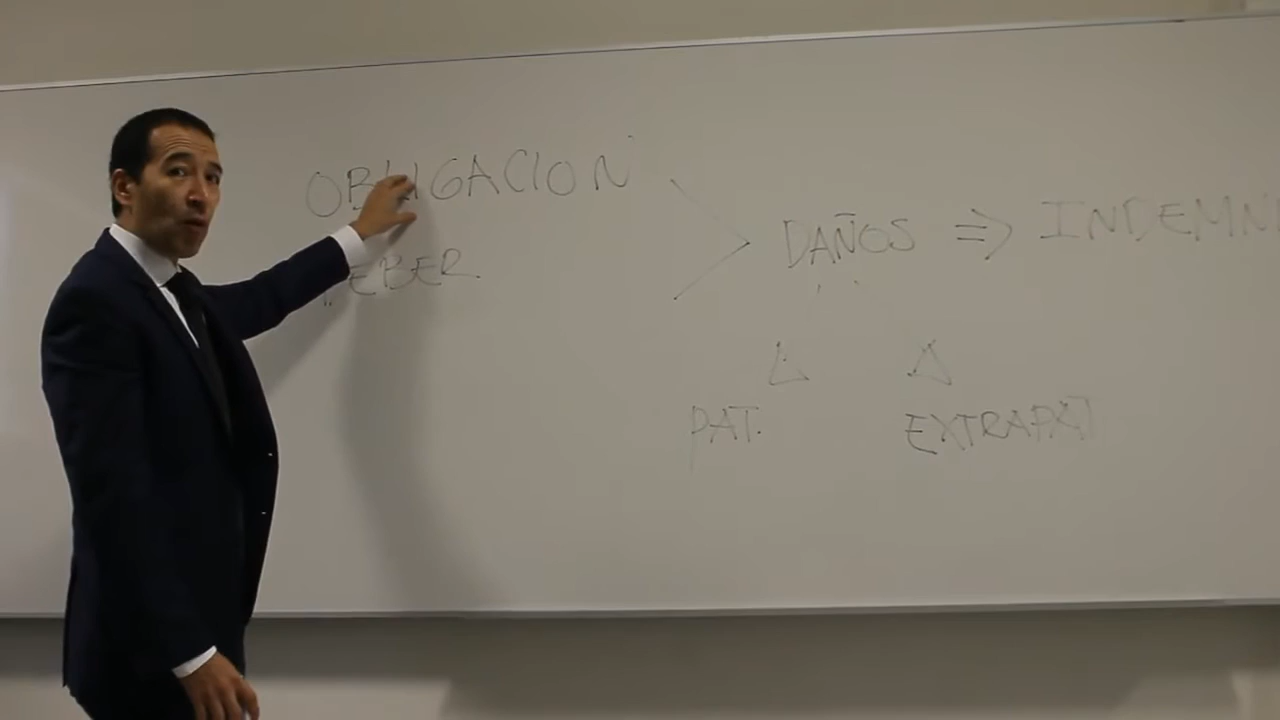 OBLIGACION
DEBER
DAÑOS => INDEMN
PAT.
EXTRAPAT